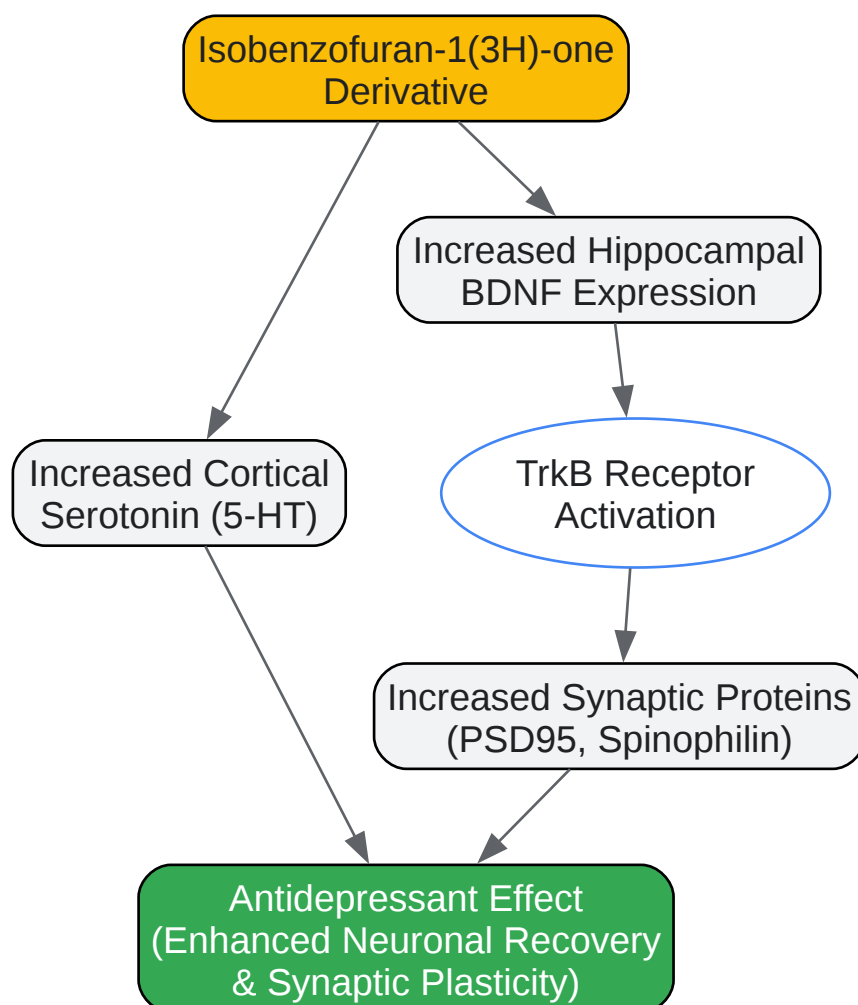 Isobenzofuran-1(3H)-one
Derivative
Increased Hippocampal
BDNF Expression
Increased Cortical
Serotonin (5-HT)
TrkB Receptor
Activation
Increased Synaptic Proteins
(PSD95, Spinophilin)
Antidepressant Effect
(Enhanced Neuronal Recovery
& Synaptic Plasticity)